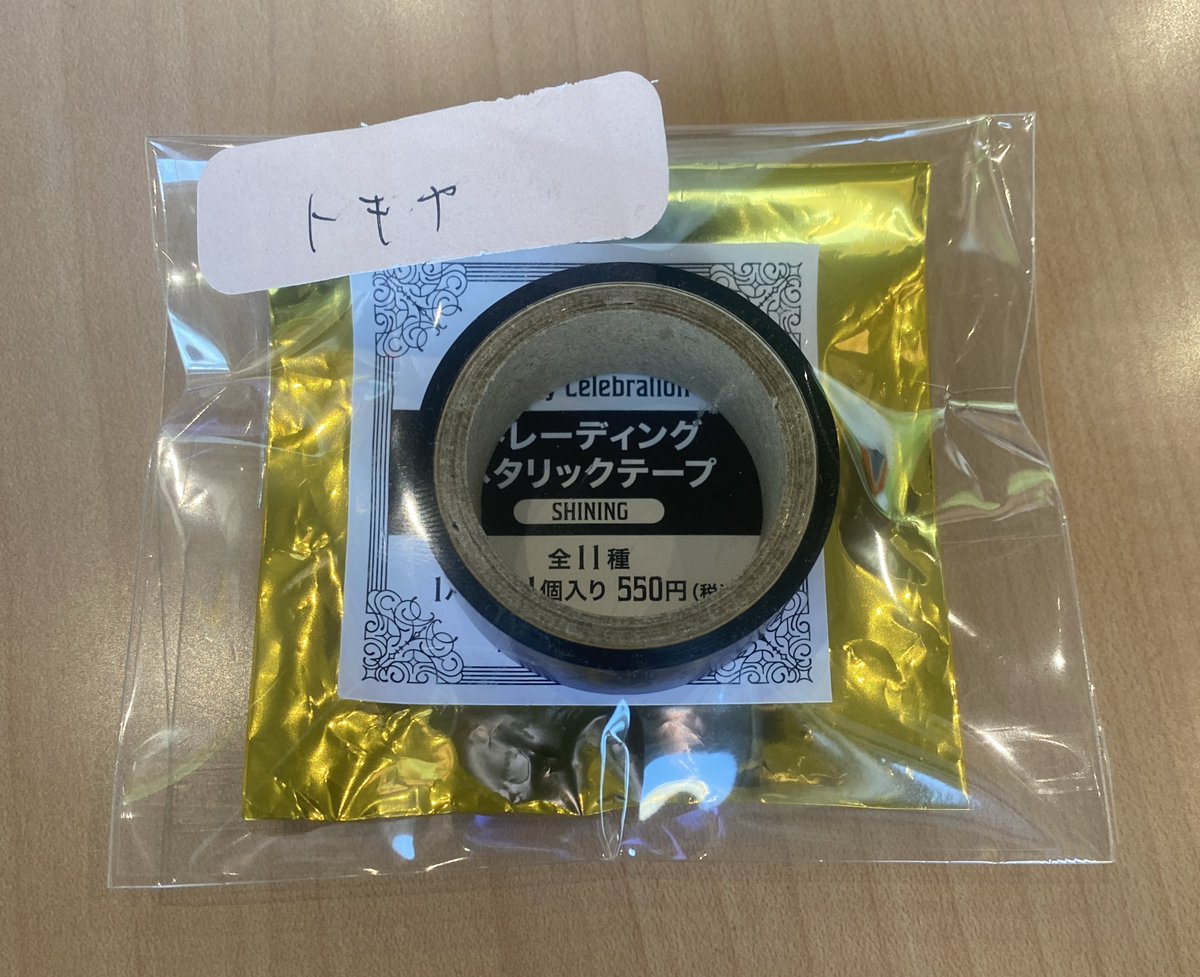 トキヤ
Celebration
レーディング
タリックテープ
SHINING
全11種
1個入り 550円(税